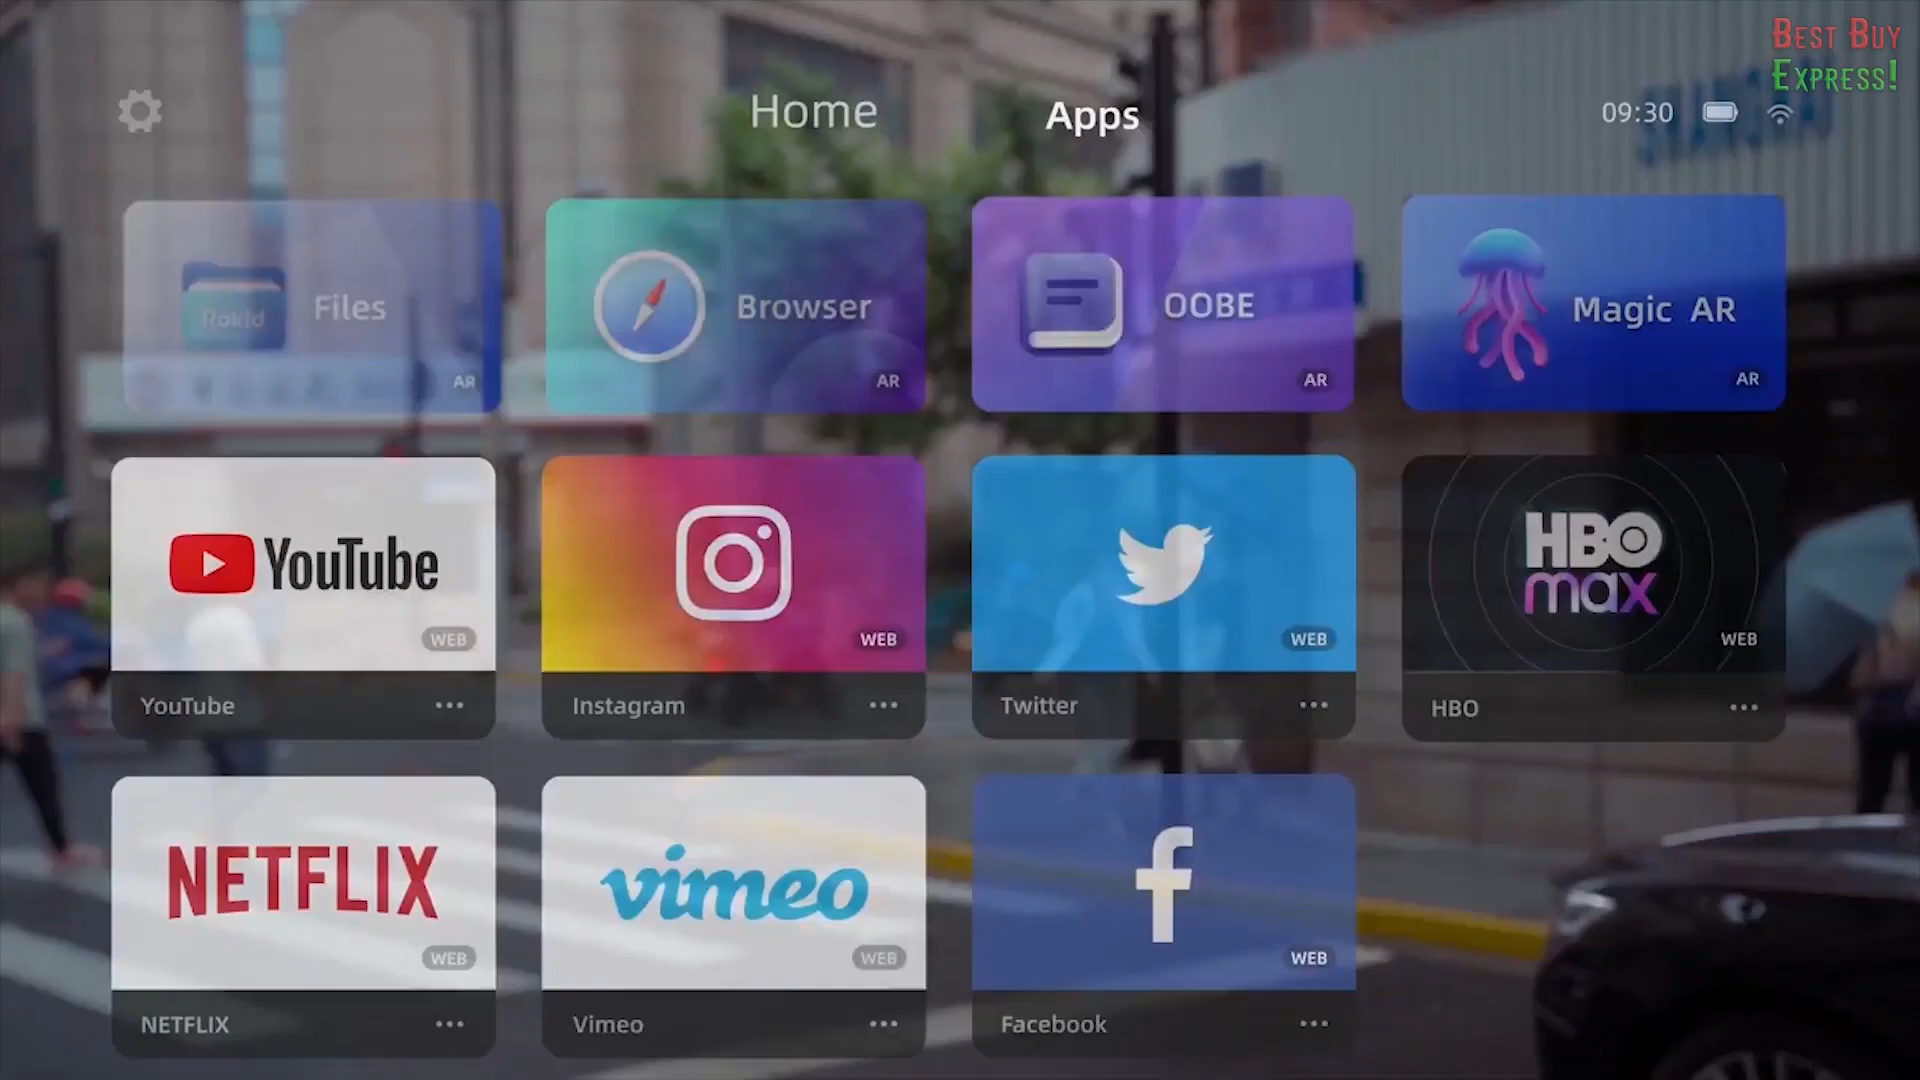 Best Buy
Express!
Home
Apps
09:30
Rokid
Files
AR
Browser
AR
OOBE
AR
Magic AR
AR
YouTube
WEB
YouTube
WEB
Instagram
WEB
Twitter
HBO
max
WEB
HBO
NETFLIX
WEB
NETFLIX
vimeo
WEB
Vimeo
WEB
Facebook